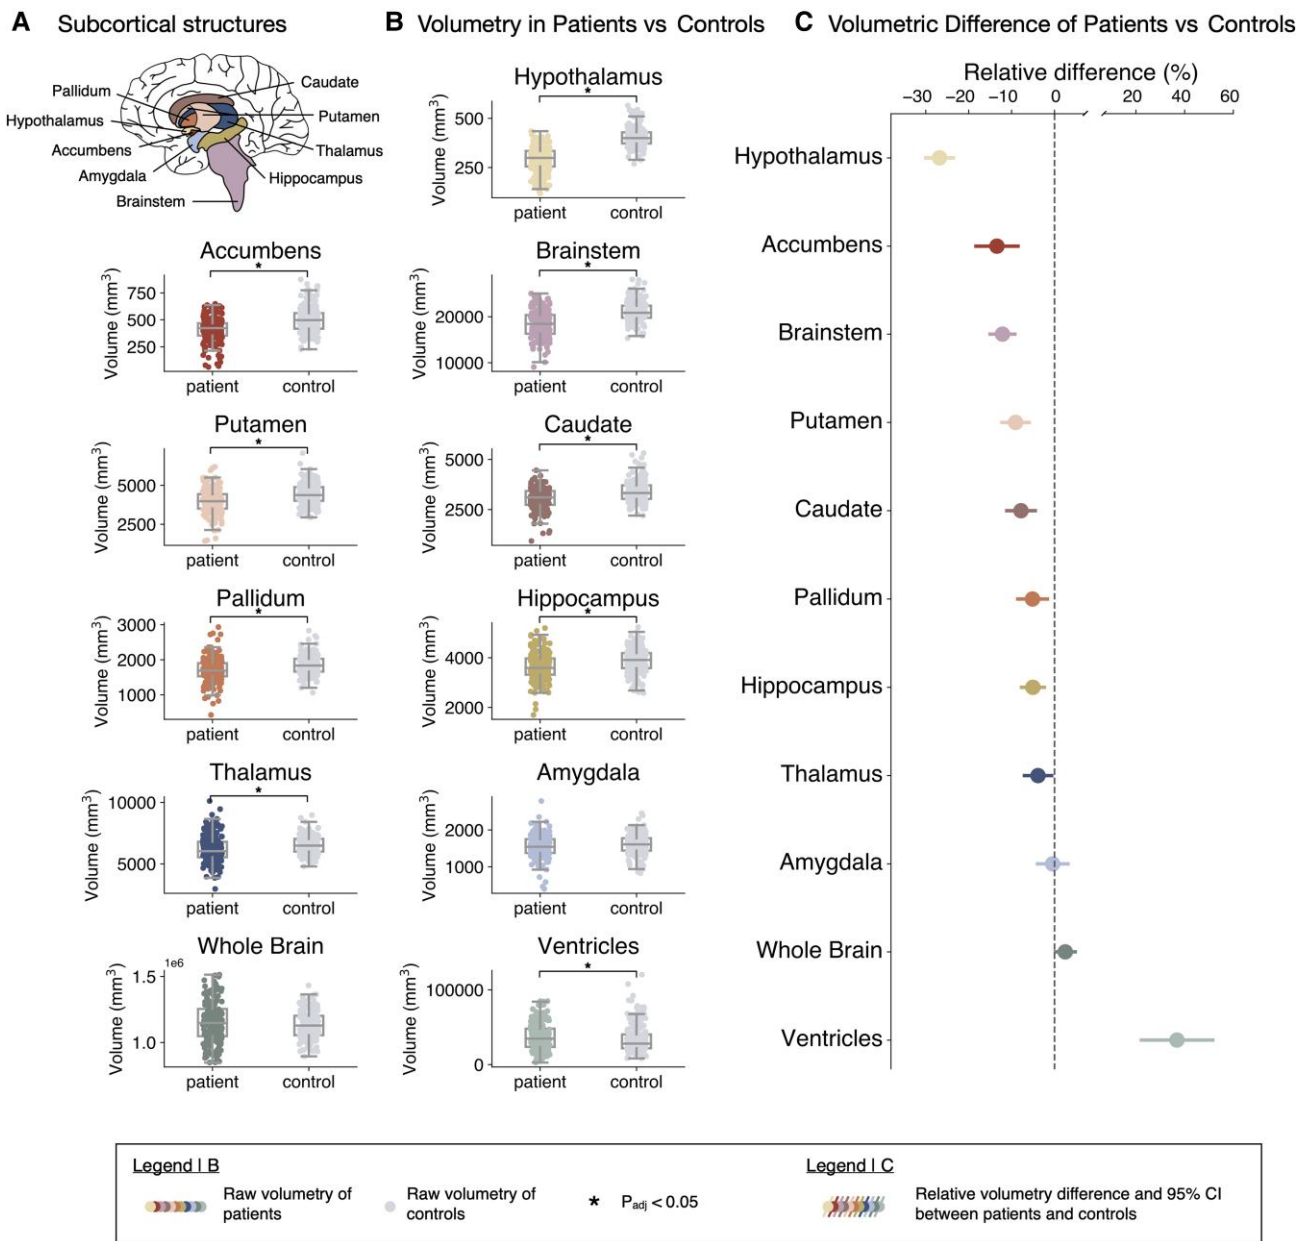 A Subcortical structures
Pallidum
Hypothalamus
Accumbens
Amygdala
Brainstem
Caudate
Putamen
Thalamus
Hippocampus
B Volumetry in Patients vs Controls
Hypothalamus
*
Volume (mm³)
500
250
patient control
Accumbens
*
Volume (mm³)
750
500
250
patient control
Brainstem
*
Volume (mm³)
20000
10000
patient control
Putamen
*
Volume (mm³)
5000
2500
patient control
Caudate
*
Volume (mm³)
5000
2500
patient control
Pallidum
*
Volume (mm³)
3000
2000
1000
patient control
Hippocampus
*
Volume (mm³)
4000
2000
patient control
Thalamus
*
Volume (mm³)
10000
5000
patient control
Amygdala
Volume (mm³)
2000
1000
patient control
Whole Brain
1e6
Volume (mm³)
1.5
1.0
patient control
Ventricles
*
Volume (mm³)
100000
0
patient control
C Volumetric Difference of Patients vs Controls
Relative difference (%)
−30 −20 −10 0 20 40 60
Hypothalamus
Accumbens
Brainstem
Putamen
Caudate
Pallidum
Hippocampus
Thalamus
Amygdala
Whole Brain
Ventricles
Legend | B
Raw volumetry of
patients
Raw volumetry of
controls
* Padj < 0.05
Legend | C
Relative volumetry difference and 95% CI
between patients and controls